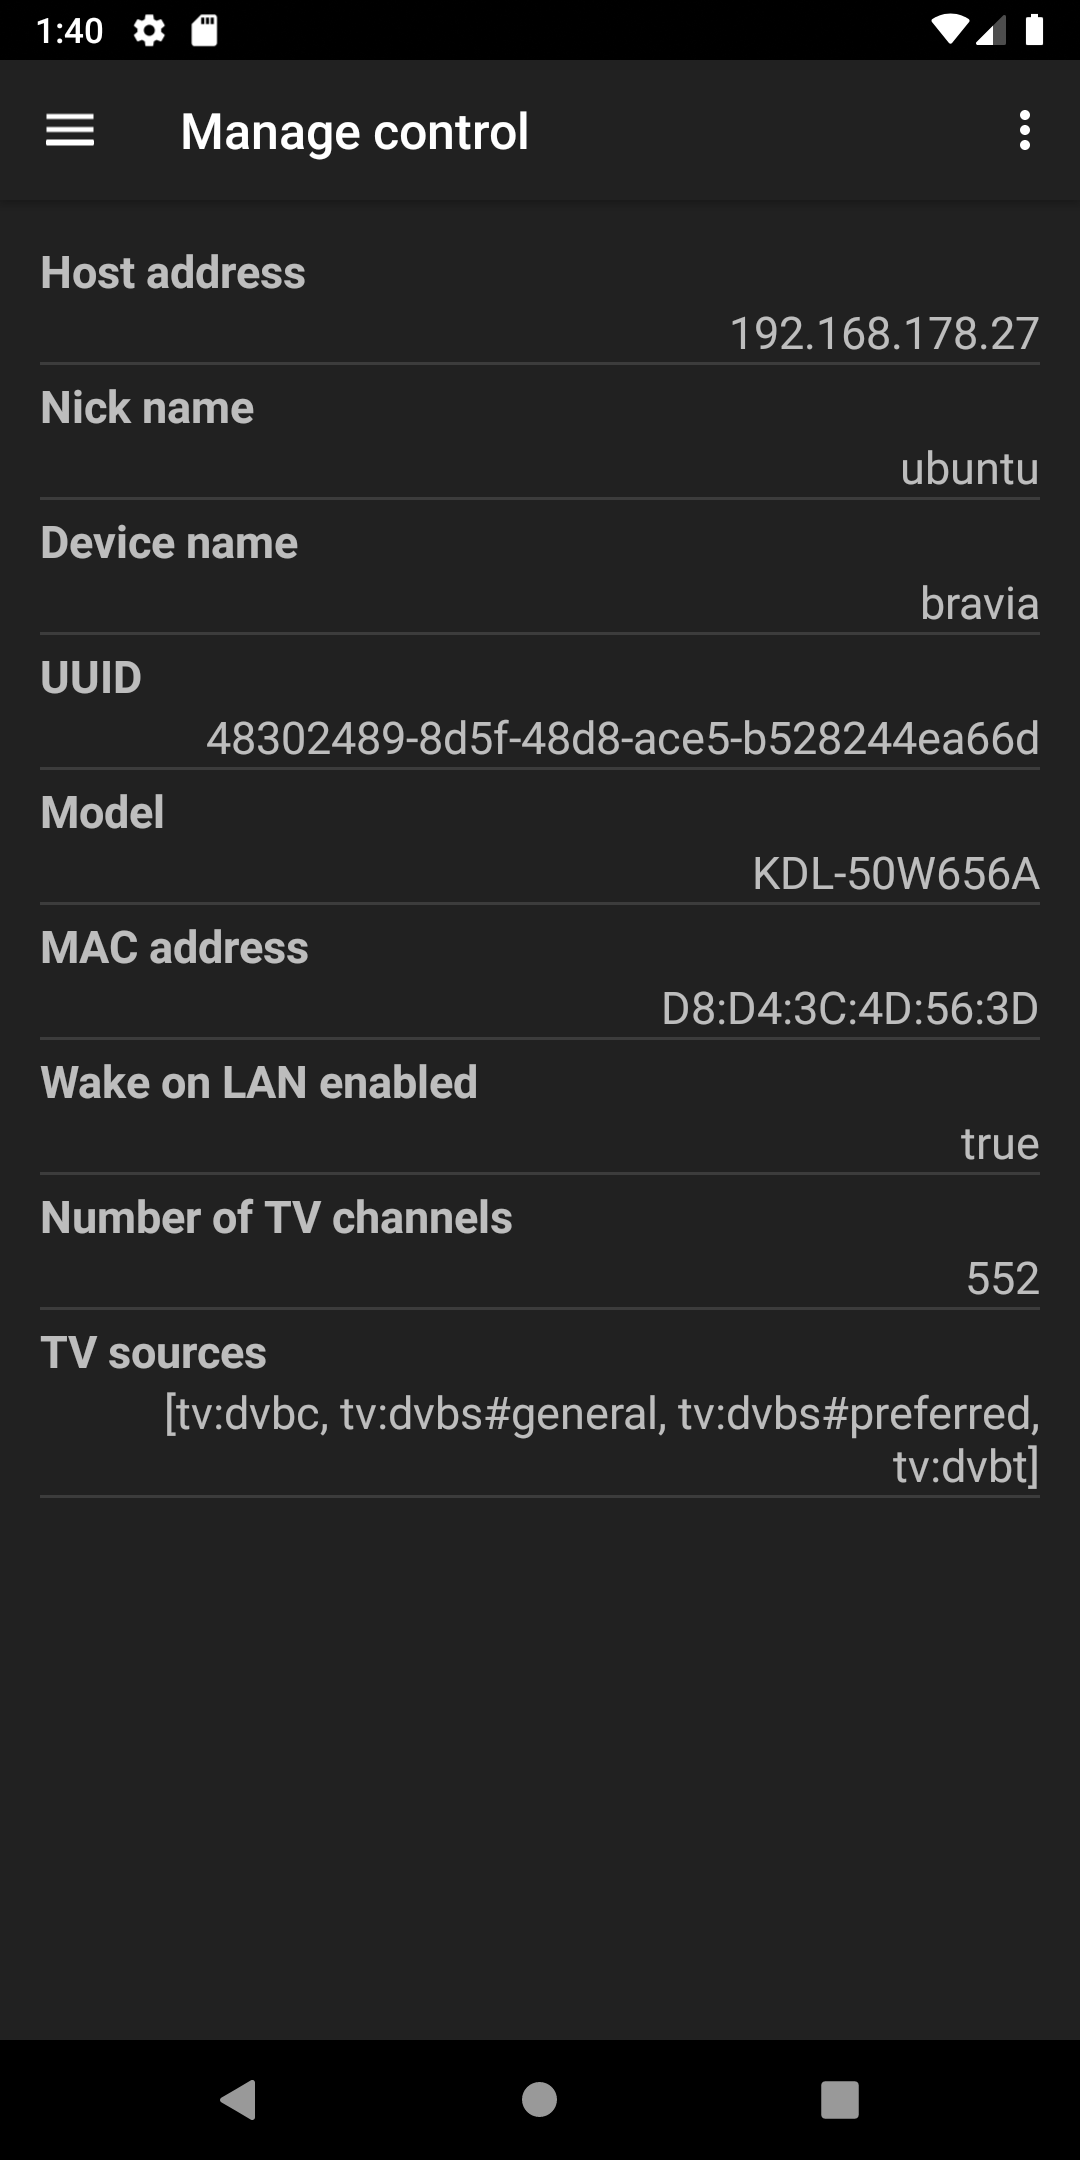 1:40
Manage control
Host address
192.168.178.27
Nick name
ubuntu
Device name
bravia
UUID
48302489-8d5f-48d8-ace5-b528244ea66d
Model
KDL-50W656A
MAC address
D8:D4:3C:4D:56:3D
Wake on LAN enabled
true
Number of TV channels
552
TV sources
[tv:dvbc, tv:dvbs#general, tv:dvbs#preferred,
tv:dvbt]